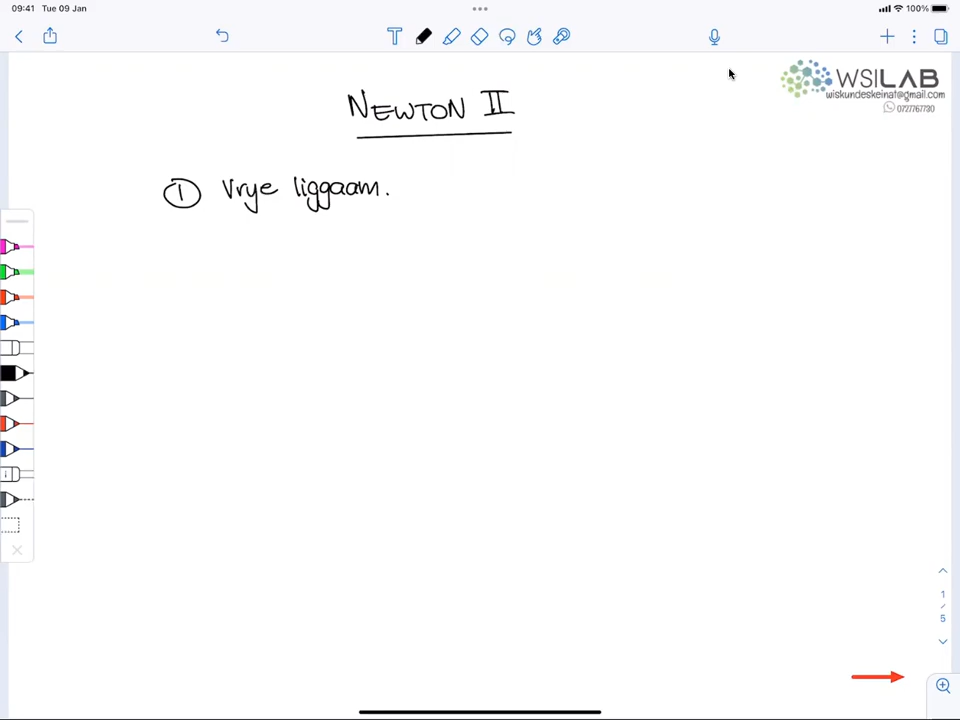 09:41 Tue 09 Jan
100%
T
WSILAB
wiskundeskeinat@gmail.com
0727767730
NEWTON II
① Vrye liggaam.
1
/
5